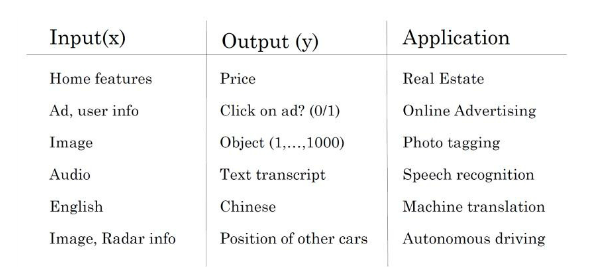 Input(x) Output (y) Application
Home features Price Real Estate
Ad, user info Click on ad? (0/1) Online Advertising
Image Object (1,...,1000) Photo tagging
Audio Text transcript Speech recognition
English Chinese Machine translation
Image, Radar info Position of other cars Autonomous driving